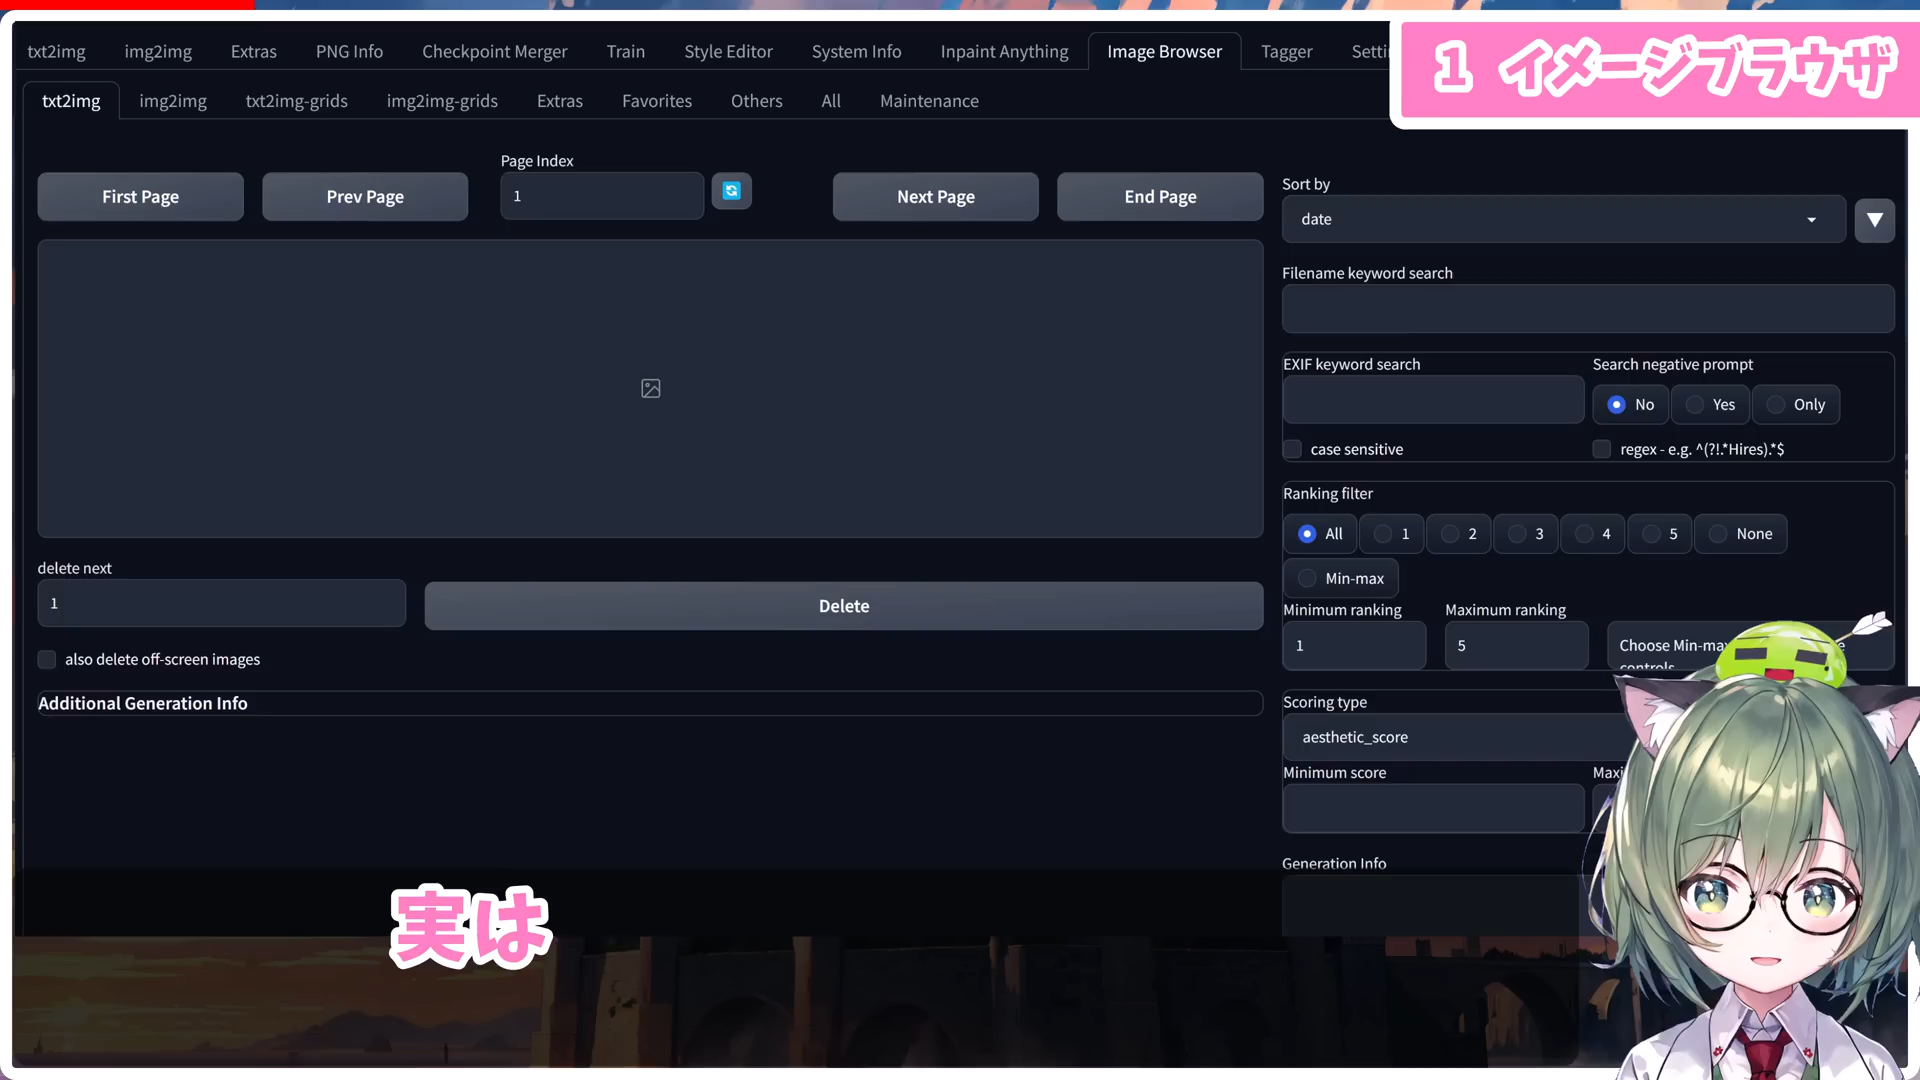 txt2img img2img Extras PNG Info Checkpoint Merger Train Style Editor System Info Inpaint Anything Image Browser Tagger
1 イメージブラウザ
txt2img img2img txt2img-grids img2img-grids Extras Favorites Others All Maintenance
Page Index
First Page Prev Page 1 Next Page End Page
Sort by
date
Filename keyword search
EXIF keyword search Search negative prompt
No Yes Only
case sensitive regex - e.g. ^(?!.*Hires).*$
Ranking filter
All 1 2 3 4 5 None
Min-max
Minimum ranking Maximum ranking
1 5 Choose Min-max
controls
delete next
1 Delete
also delete off-screen images
Additional Generation Info
Scoring type
aesthetic_score
Minimum score
Generation Info
実は